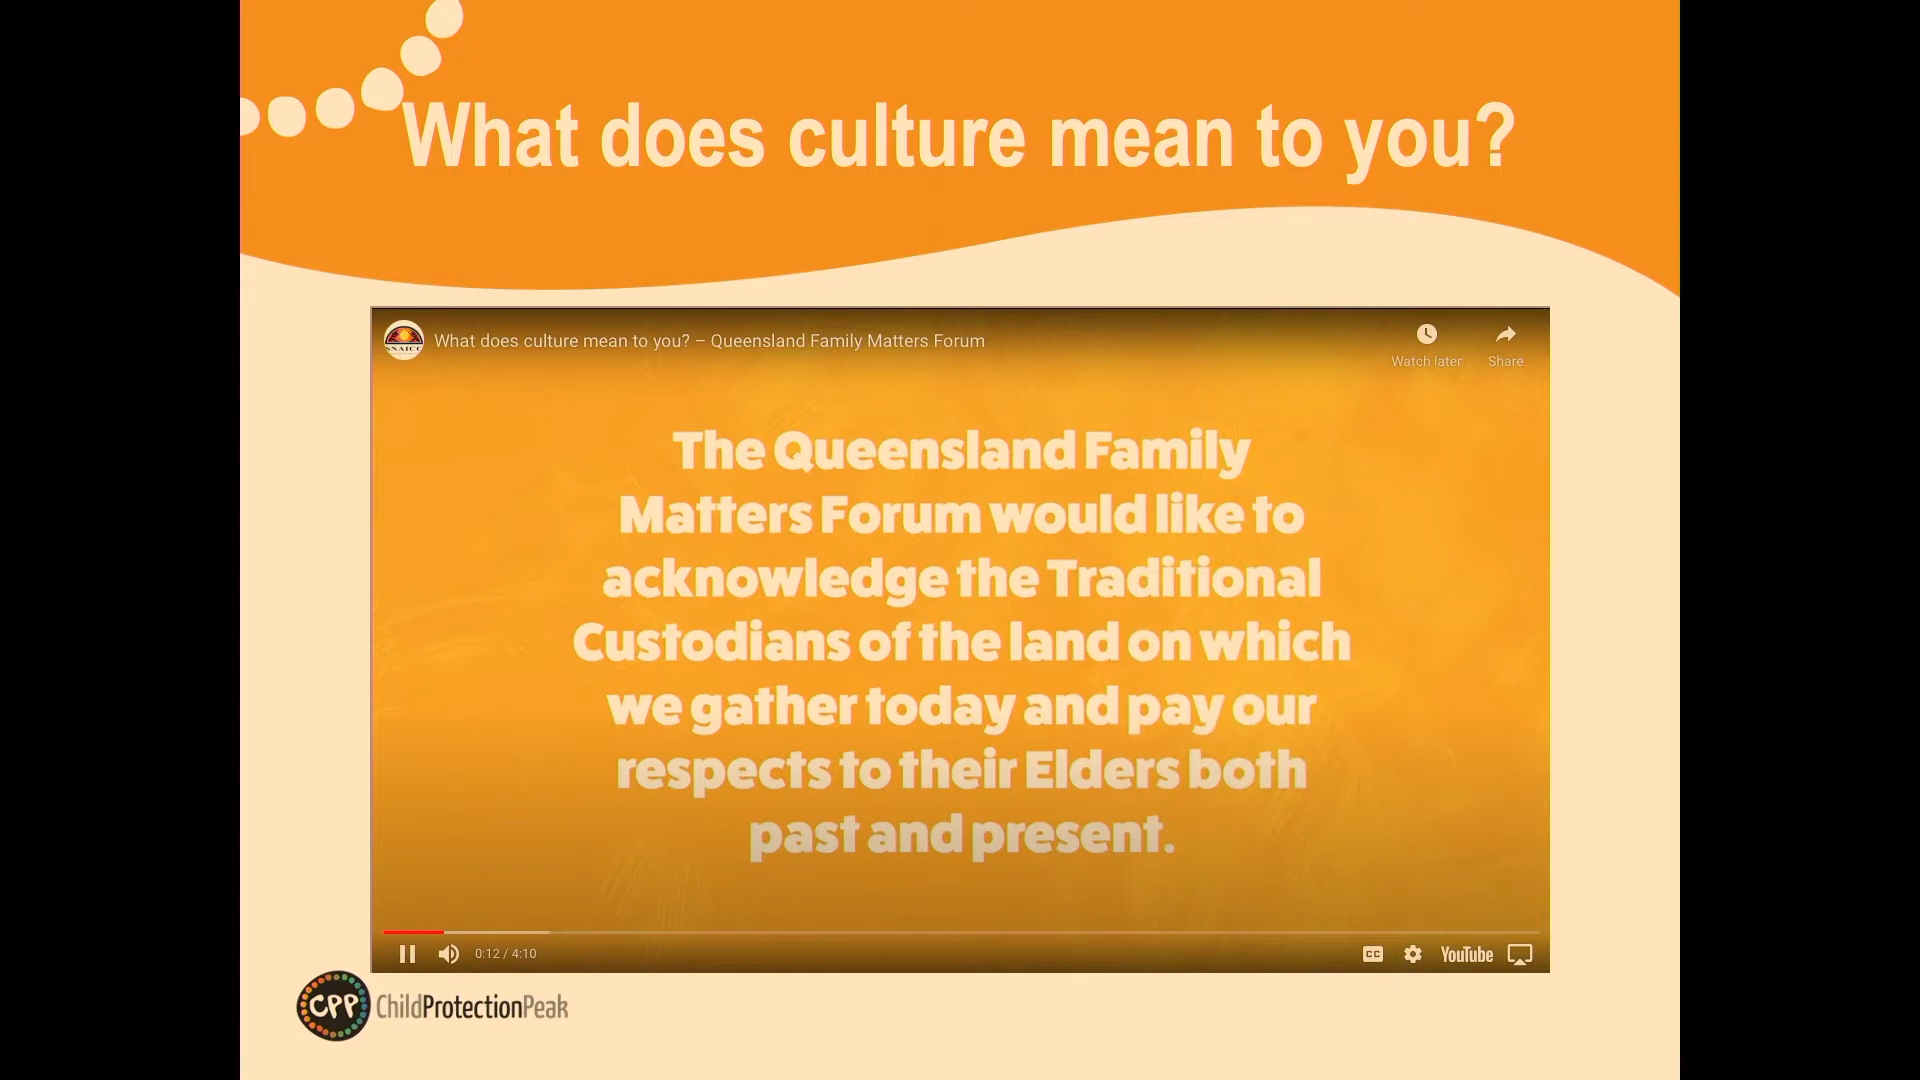 What does culture mean to you?
SNAICC
What does culture mean to you? – Queensland Family Matters Forum
Watch later
Share
The Queensland Family
Matters Forum would like to
acknowledge the Traditional
Custodians of the land on which
we gather today and pay our
respects to their Elders both
past and present.
0:12 / 4:10
CC
YouTube
CPP
ChildProtectionPeak